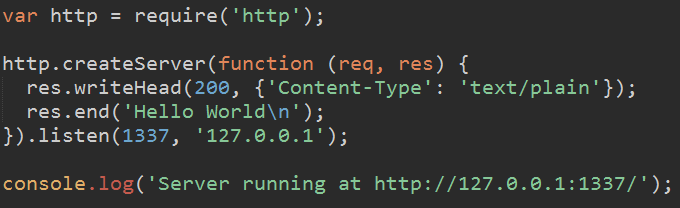 var http = require('http');

http.createServer(function (req, res) {
  res.writeHead(200, {'Content-Type': 'text/plain'});
  res.end('Hello World\n');
}).listen(1337, '127.0.0.1');

console.log('Server running at http://127.0.0.1:1337/');